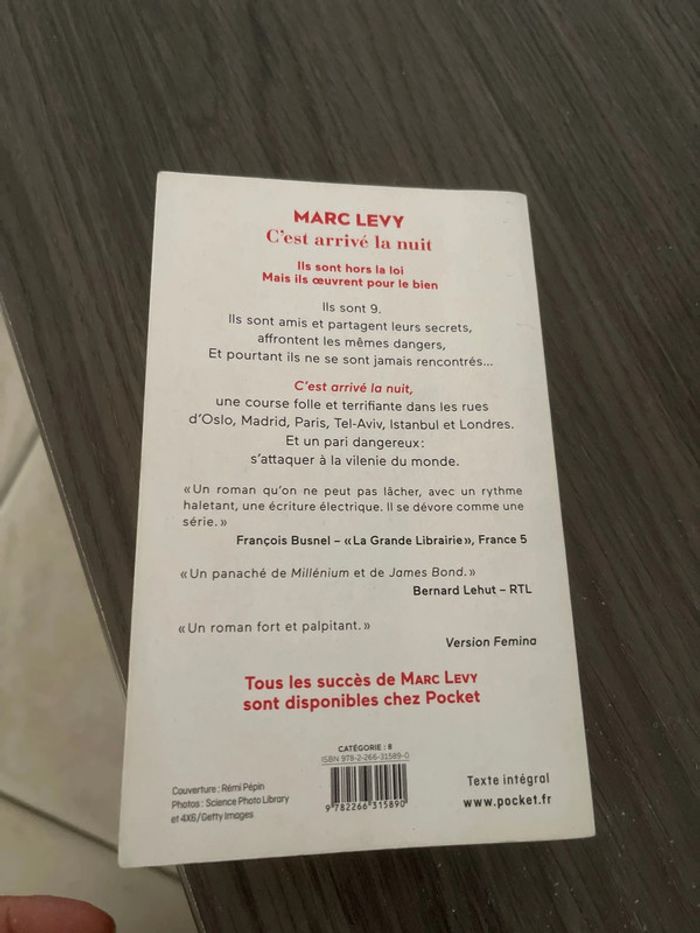 MARC LEVY
C'est arrivé la nuit
Ils sont hors la loi
Mais ils œuvrent pour le bien
Ils sont 9.
Ils sont amis et partagent leurs secrets,
affrontent les mêmes dangers,
Et pourtant ils ne se sont jamais rencontrés...
C'est arrivé la nuit,
une course folle et terrifiante dans les rues
d'Oslo, Madrid, Paris, Tel-Aviv, Istanbul et Londres.
Et un pari dangereux :
s'attaquer à la vilenie du monde.
« Un roman qu'on ne peut pas lâcher, avec un rythme
haletant, une écriture électrique. Il se dévore comme une
série. »
François Busnel – « La Grande Librairie », France 5
« Un panaché de Millénium et de James Bond. »
Bernard Lehut – RTL
« Un roman fort et palpitant. »
Version Femina
Tous les succès de MARC LEVY
sont disponibles chez Pocket
CATÉGORIE : 8
ISBN 978-2-266-31589-0
9 782266 315890
Couverture : Rémi Pépin
Photos : Science Photo Library
et 4X6/Getty Images
Texte intégral
www.pocket.fr